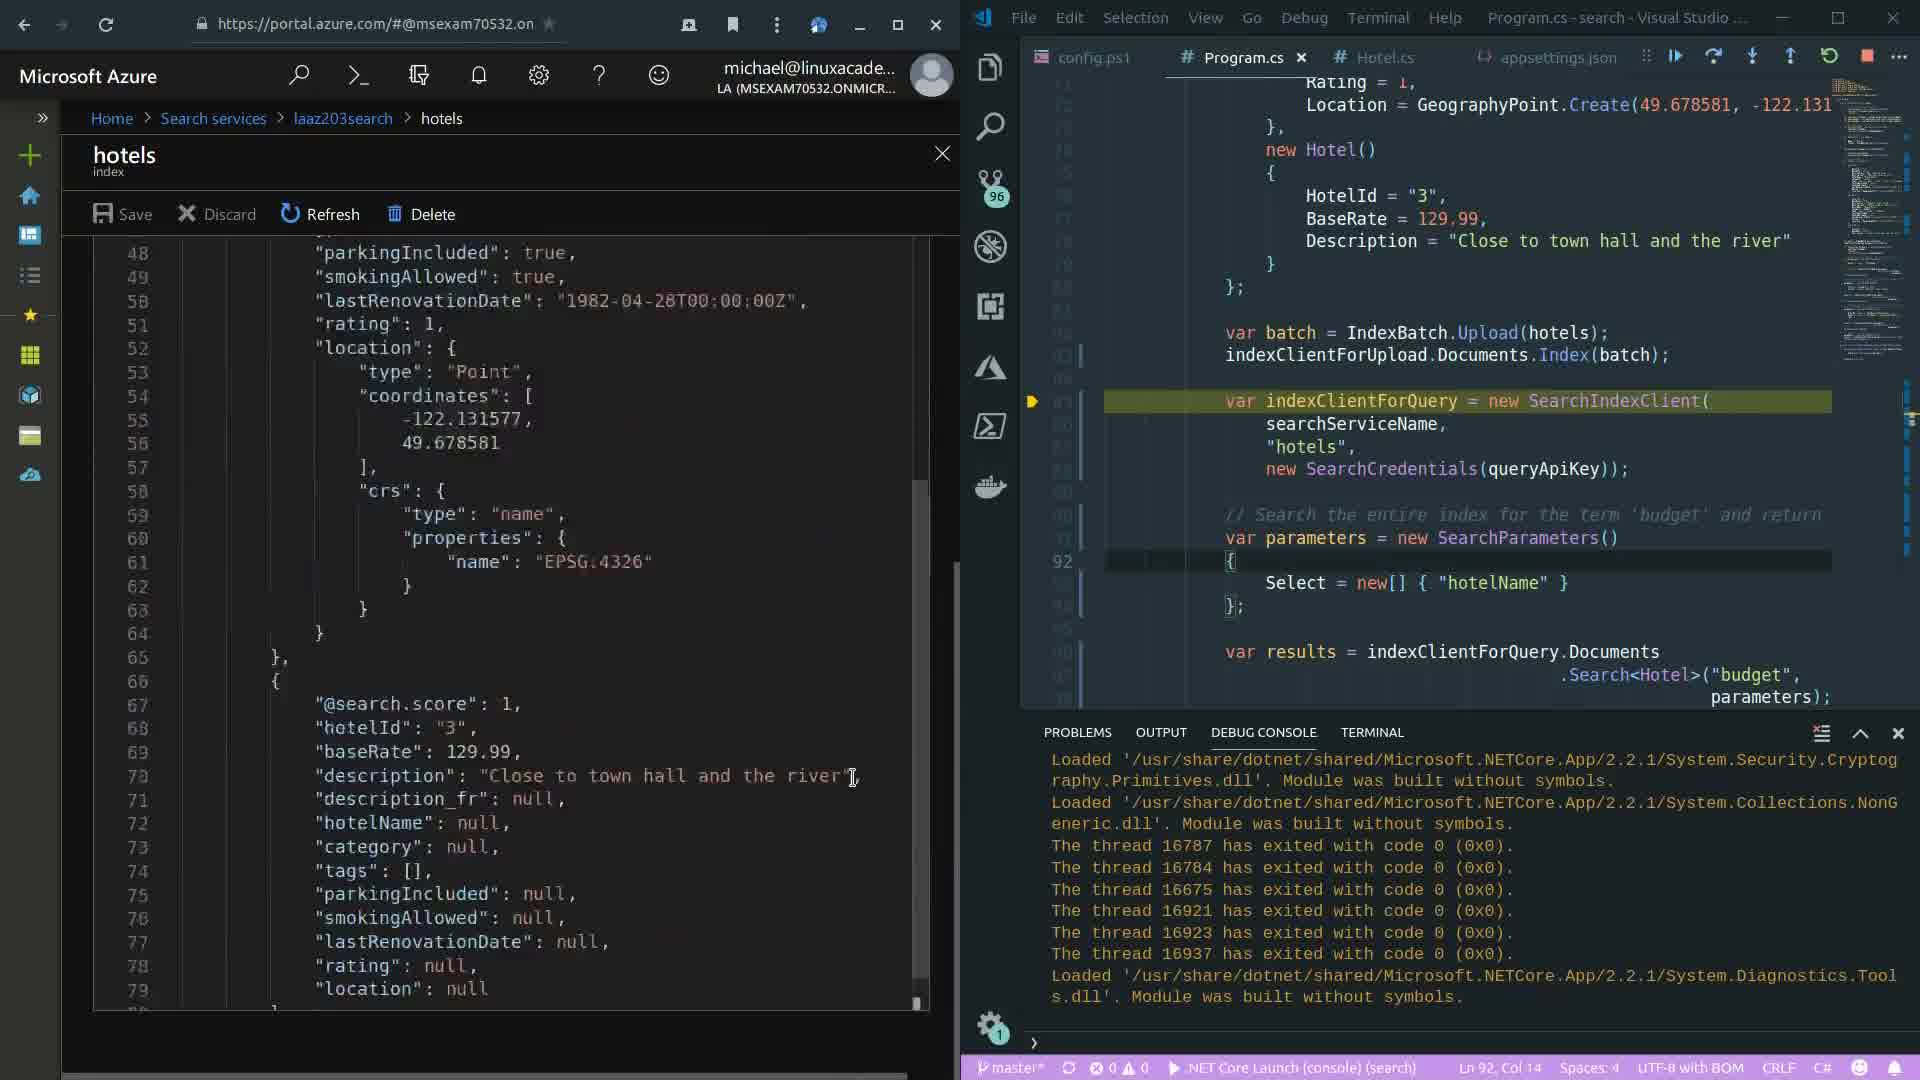 https://portal.azure.com/#@msexam70532.on
Microsoft Azure
michael@linuxacade...
LA (MSEXAM70532.ONMICR...
Home > Search services > laaz203search > hotels
hotels
index
Save
Discard
Refresh
Delete
48 "parkingIncluded": true,
49 "smokingAllowed": true,
50 "lastRenovationDate": "1982-04-28T00:00:00Z",
51 "rating": 1,
52 "location": {
53 "type": "Point",
54 "coordinates": [
55 -122.131577,
56 49.678581
57 ],
58 "crs": {
59 "type": "name",
60 "properties": {
61 "name": "EPSG:4326"
62 }
63 }
64 }
65 },
66 {
67 "@search.score": 1,
68 "hotelId": "3",
69 "baseRate": 129.99,
70 "description": "Close to town hall and the river",
71 "description_fr": null,
72 "hotelName": null,
73 "category": null,
74 "tags": [],
75 "parkingIncluded": null,
76 "smokingAllowed": null,
77 "lastRenovationDate": null,
78 "rating": null,
79 "location": null
File Edit Selection View Go Debug Terminal Help Program.cs - search - Visual Studio ...
config.ps1
Program.cs
Hotel.cs
appsettings.json
96
Rating = 1,
Location = GeographyPoint.Create(49.678581, -122.131
},
new Hotel()
{
HotelId = "3",
BaseRate = 129.99,
Description = "Close to town hall and the river"
}
};
var batch = IndexBatch.Upload(hotels);
indexClientForUpload.Documents.Index(batch);
var indexClientForQuery = new SearchIndexClient(
searchServiceName,
"hotels",
new SearchCredentials(queryApiKey));
// Search the entire index for the term 'budget' and return
var parameters = new SearchParameters()
92 {
Select = new[] { "hotelName" }
};
var results = indexClientForQuery.Documents
.Search<Hotel>("budget",
parameters);
PROBLEMS OUTPUT DEBUG CONSOLE TERMINAL
Loaded '/usr/share/dotnet/shared/Microsoft.NETCore.App/2.2.1/System.Security.Cryptog
raphy.Primitives.dll'. Module was built without symbols.
Loaded '/usr/share/dotnet/shared/Microsoft.NETCore.App/2.2.1/System.Collections.NonG
eneric.dll'. Module was built without symbols.
The thread 16787 has exited with code 0 (0x0).
The thread 16784 has exited with code 0 (0x0).
The thread 16675 has exited with code 0 (0x0).
The thread 16921 has exited with code 0 (0x0).
The thread 16923 has exited with code 0 (0x0).
The thread 16937 has exited with code 0 (0x0).
Loaded '/usr/share/dotnet/shared/Microsoft.NETCore.App/2.2.1/System.Diagnostics.Tool
s.dll'. Module was built without symbols.
1
master* 0 0 .NET Core Launch (console) (search) Ln 92, Col 14 Spaces: 4 UTF-8 with BOM CRLF C#